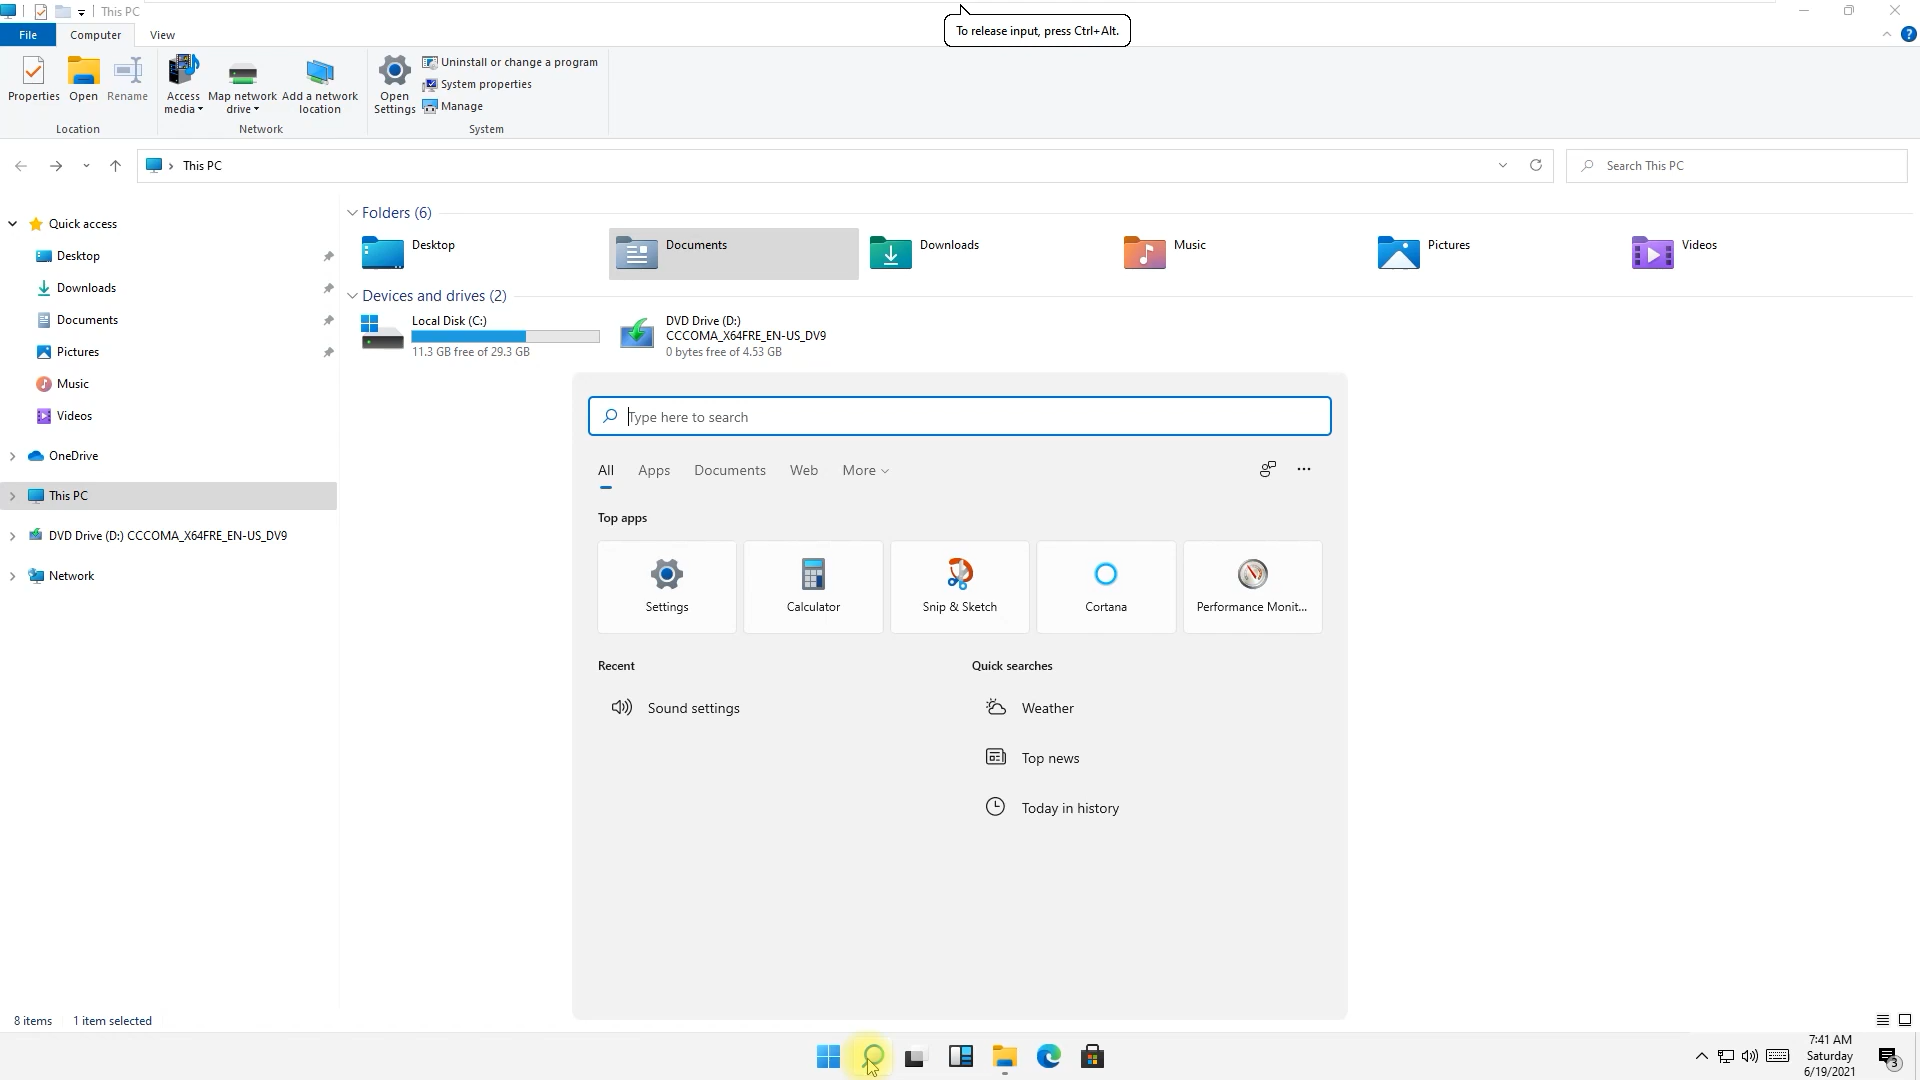 This PC
To release input, press Ctrl+Alt.
File
Computer
View
?
Properties
Open
Rename
Access media
Map network drive
Add a network location
Open Settings
Uninstall or change a program
System properties
Manage
Location
Network
System
This PC
Search This PC
Quick access
Desktop
Downloads
Documents
Pictures
Music
Videos
OneDrive
This PC
DVD Drive (D:) CCCOMA_X64FRE_EN-US_DV9
Network
Folders (6)
Desktop
Documents
Downloads
Music
Pictures
Videos
Devices and drives (2)
Local Disk (C:)
11.3 GB free of 29.3 GB
DVD Drive (D:)
CCCOMA_X64FRE_EN-US_DV9
0 bytes free of 4.53 GB
Type here to search
All
Apps
Documents
Web
More
Top apps
Settings
Calculator
Snip & Sketch
Cortana
Performance Monit...
Recent
Sound settings
Quick searches
Weather
Top news
Today in history
8 items
1 item selected
7:41 AM
Saturday
6/19/2021
3